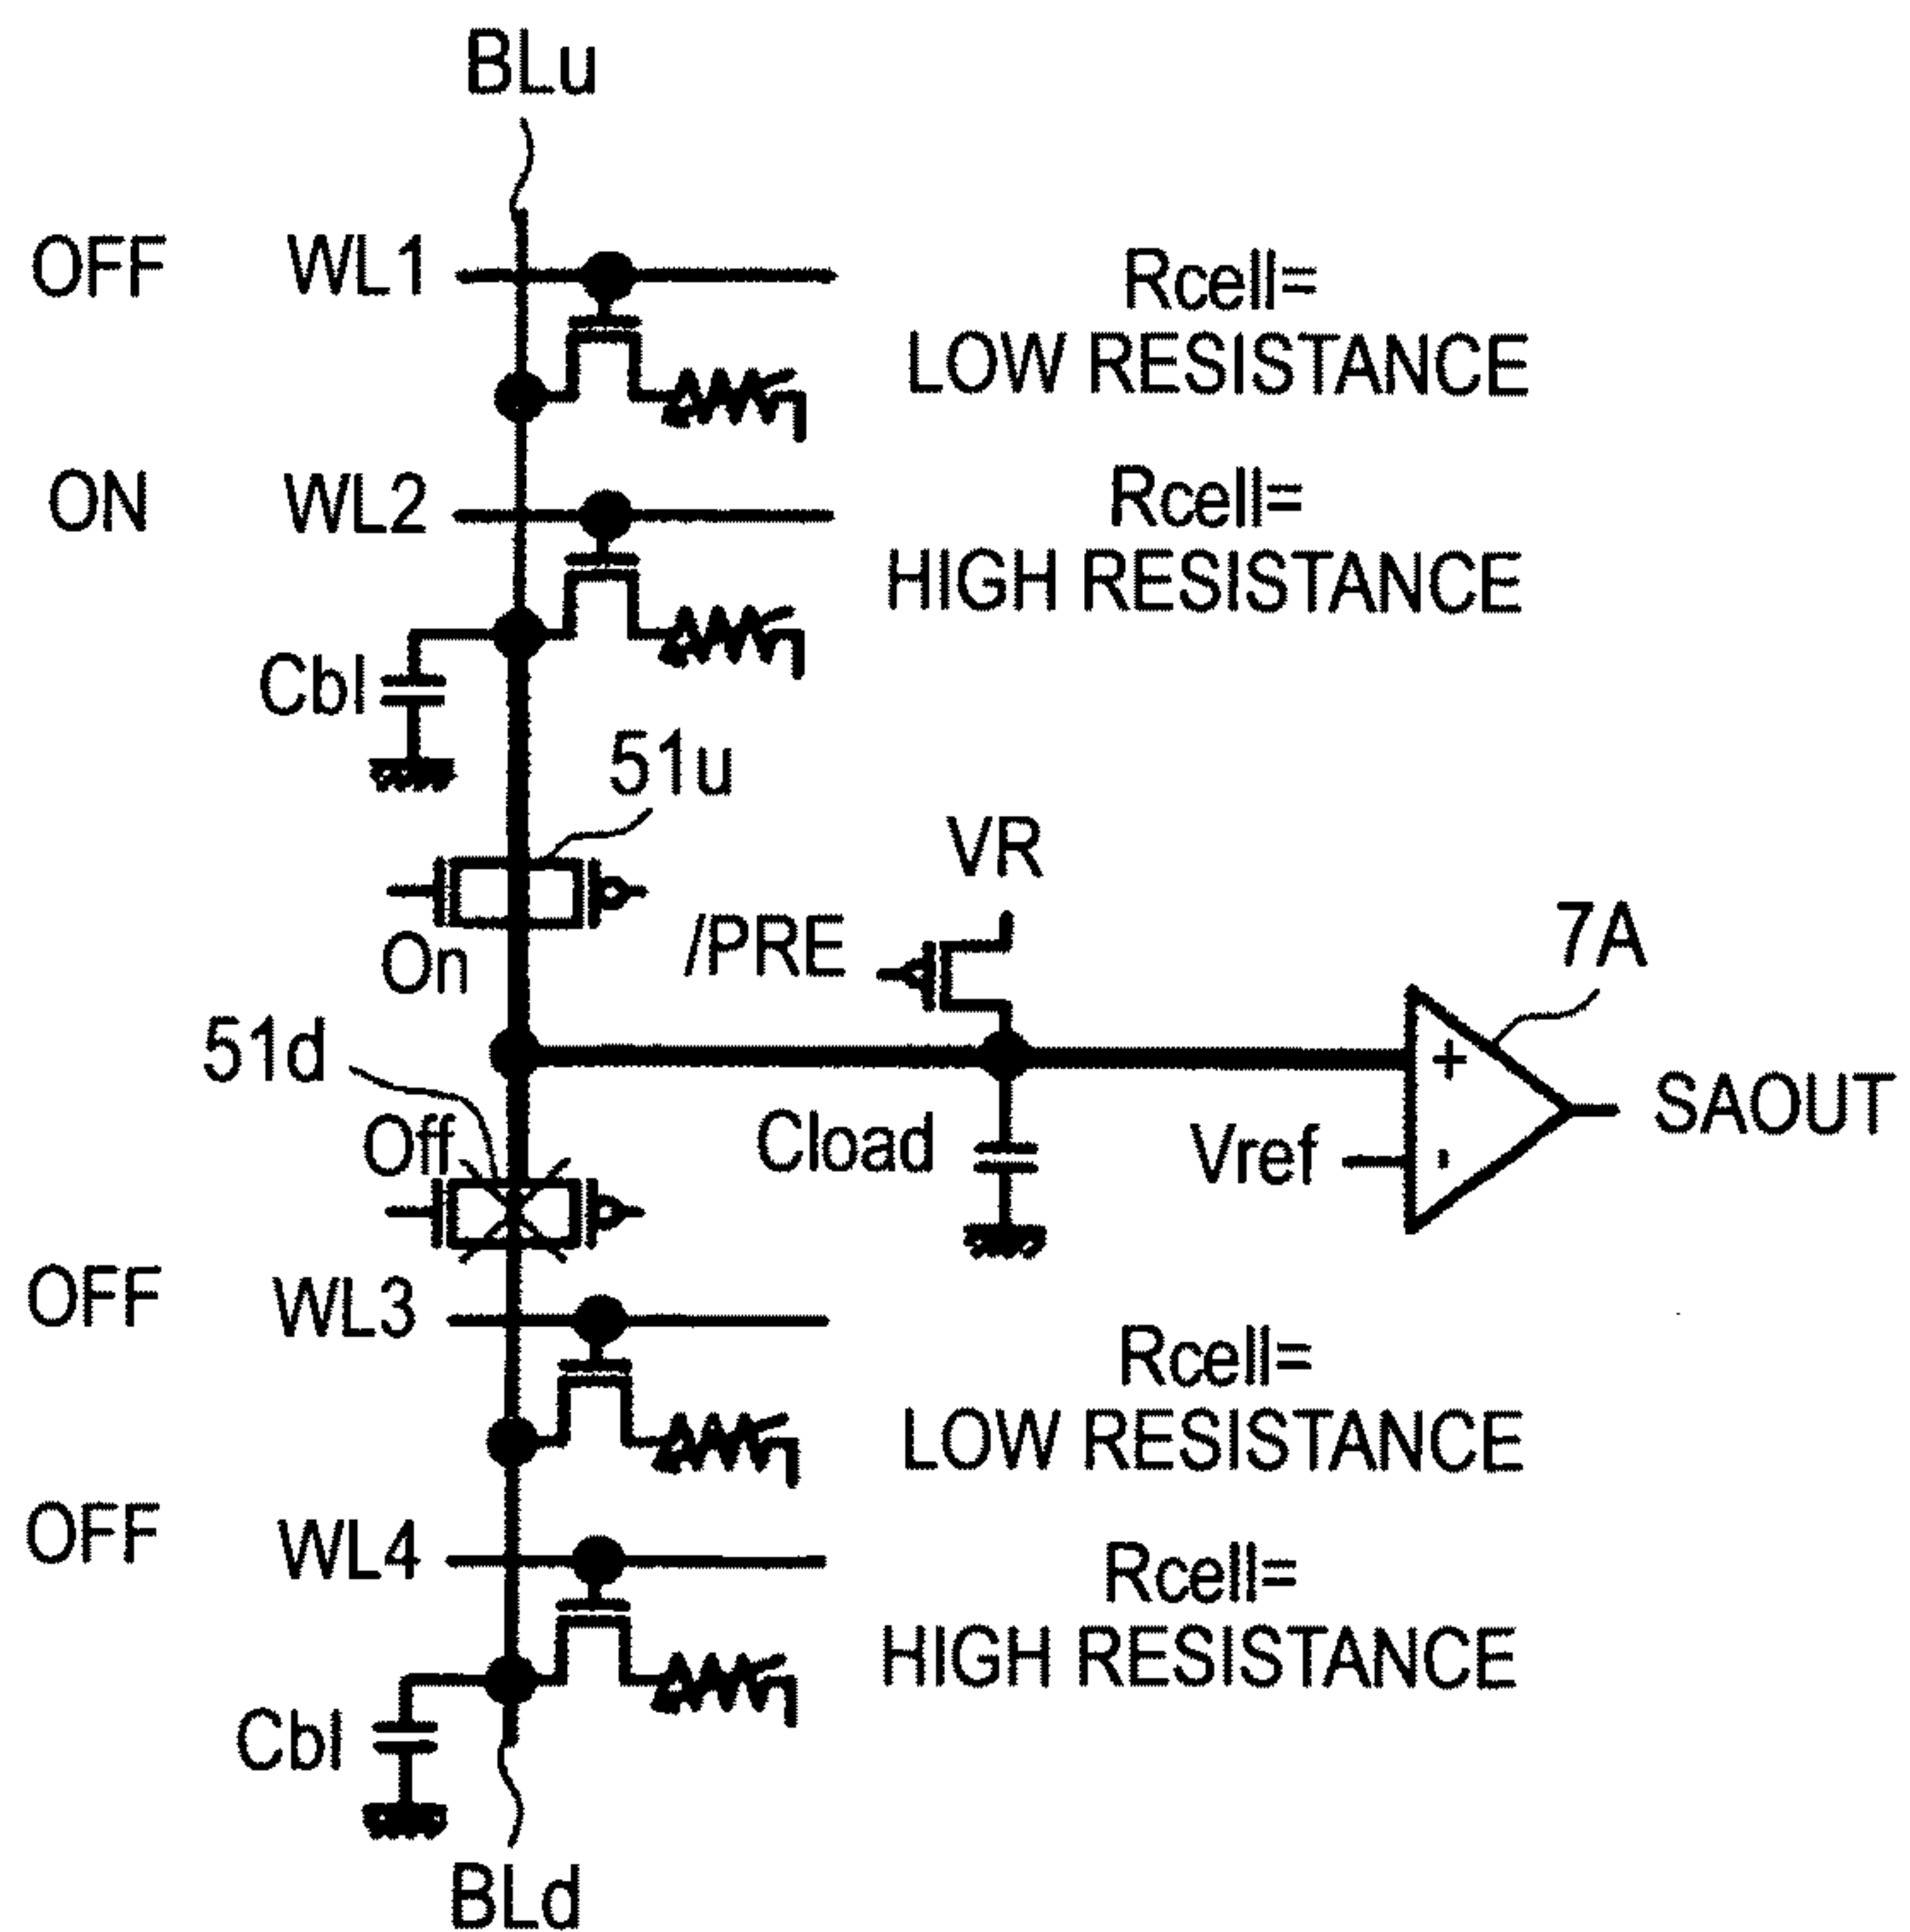 BLu
OFF WL1
Rcell=
LOW RESISTANCE
ON WL2
Rcell=
HIGH RESISTANCE
Cbl
51u
VR
On
/PRE
7A
51d
+
Off
Cload
Vref
-
SAOUT
OFF WL3
Rcell=
LOW RESISTANCE
OFF WL4
Rcell=
HIGH RESISTANCE
Cbl
BLd